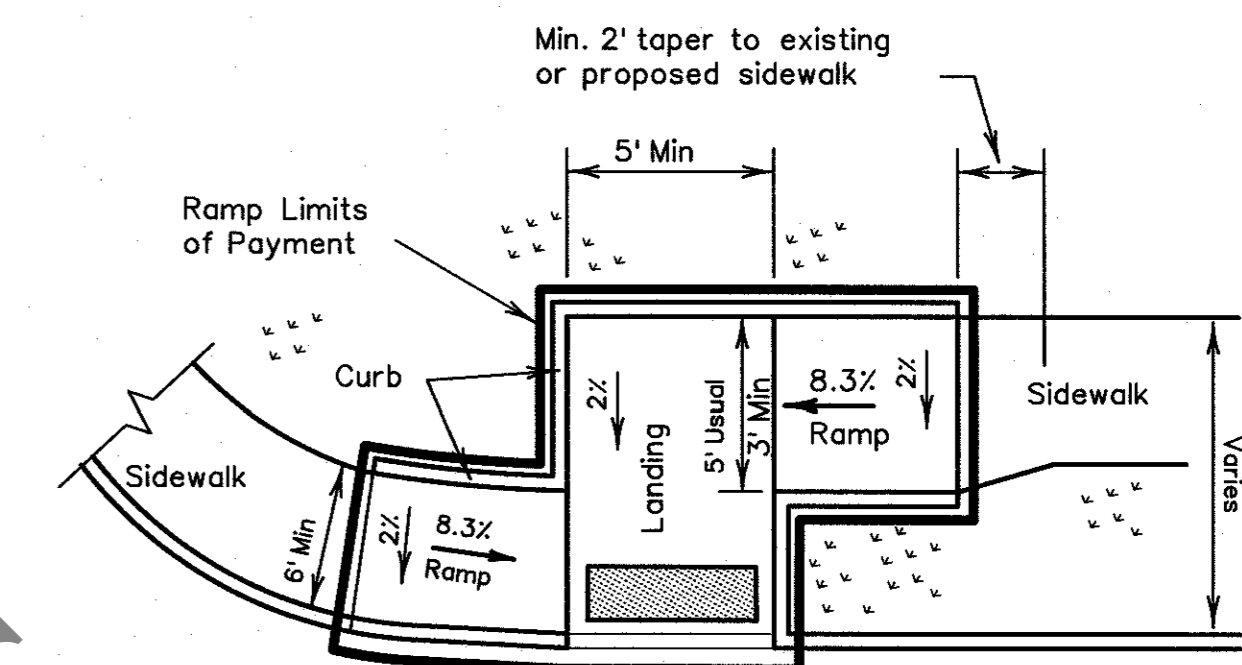 Min. 2' taper to existing
or proposed sidewalk
5' Min
Ramp Limits
of Payment
Curb
2%
Landing
5' Usual
3' Min
8.3%
Ramp
2%
Sidewalk
Varies
Sidewalk
6' Min
2%
8.3%
Ramp